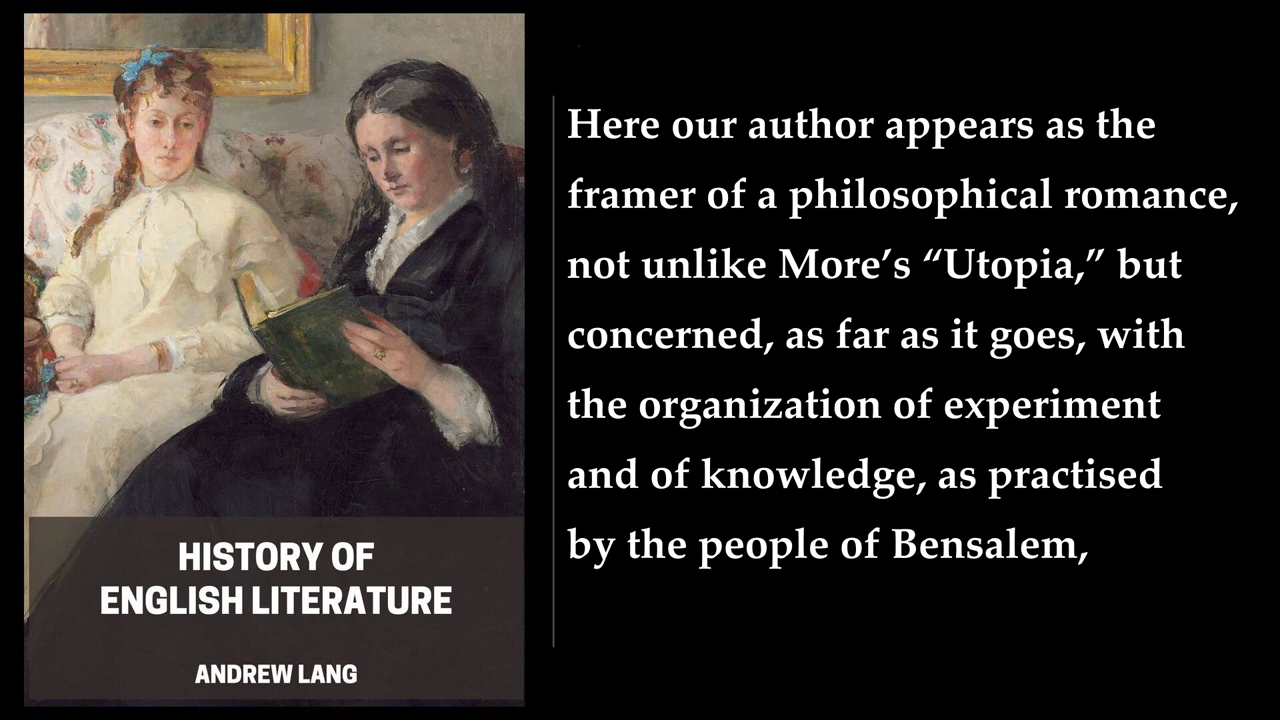 Here our author appears as the
framer of a philosophical romance,
not unlike More’s “Utopia,” but
concerned, as far as it goes, with
the organization of experiment
and of knowledge, as practised
by the people of Bensalem,
HISTORY OF
ENGLISH LITERATURE
ANDREW LANG